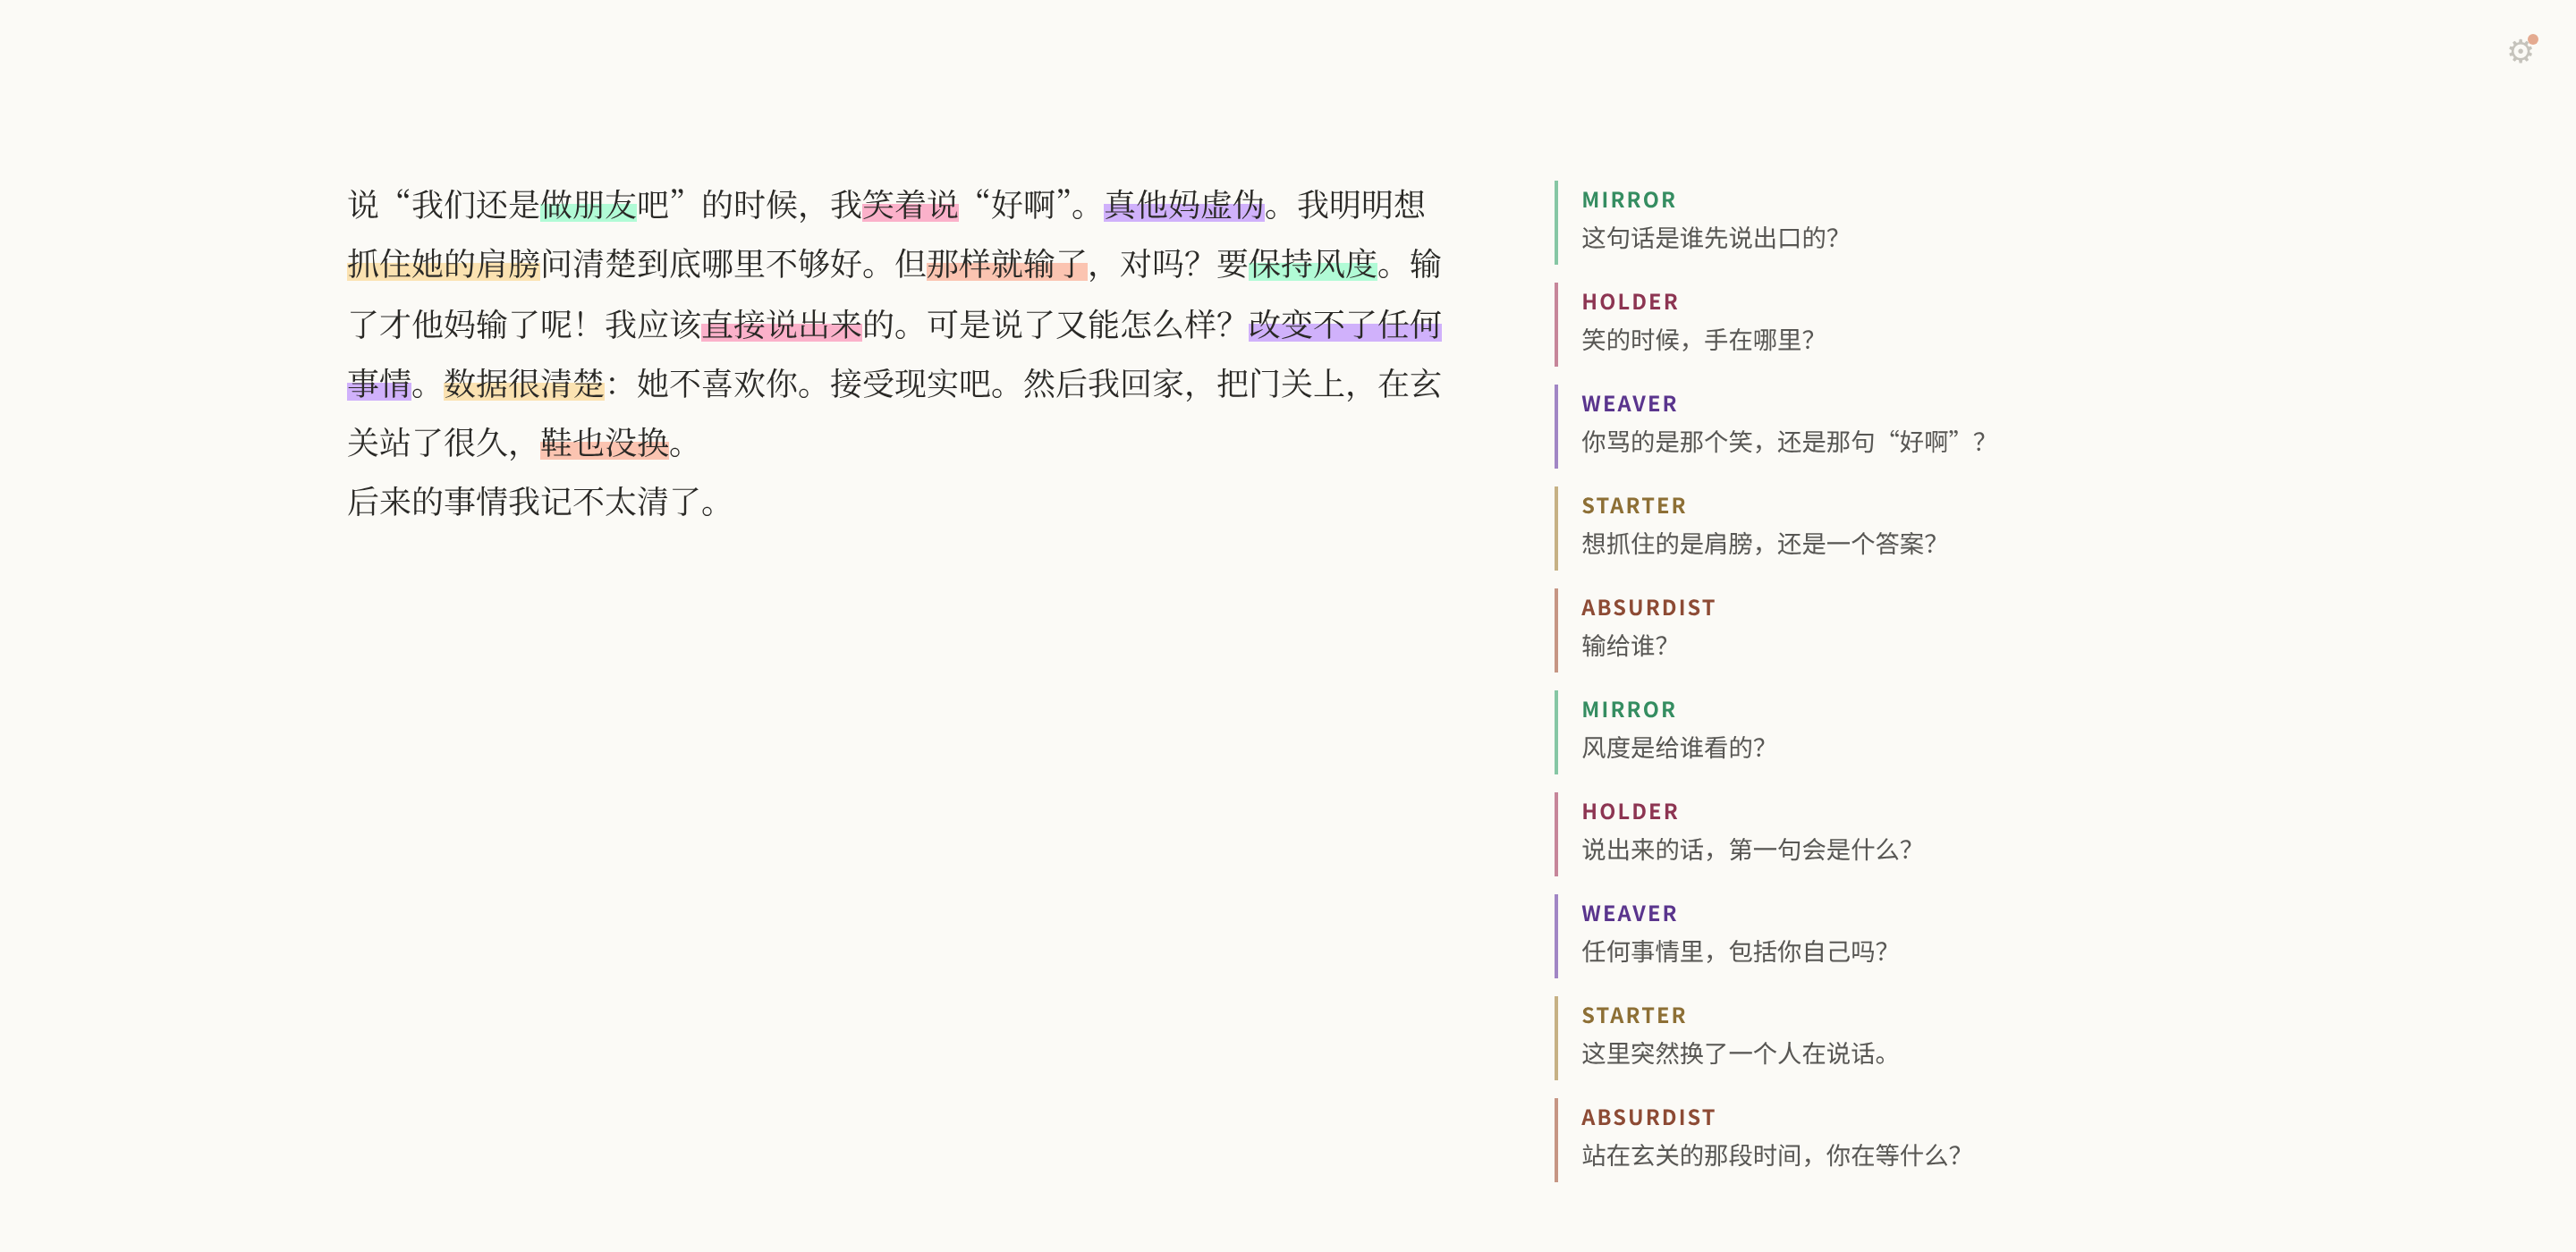 说“我们还是做朋友吧”的时候，我笑着说“好啊”。真他妈虚伪。我明明想
抓住她的肩膀问清楚到底哪里不够好。但那样就输了，对吗？要保持风度。输
了才他妈输了呢！我应该直接说出来的。可是说了又能怎么样？改变不了任何
事情。数据很清楚：她不喜欢你。接受现实吧。然后我回家，把门关上，在玄
关站了很久，鞋也没换。
后来的事情我记不太清了。
MIRROR
这句话是谁先说出口的？
HOLDER
笑的时候，手在哪里？
WEAVER
你骂的是那个笑，还是那句“好啊”？
STARTER
想抓住的是肩膀，还是一个答案？
ABSURDIST
输给谁？
MIRROR
风度是给谁看的？
HOLDER
说出来的话，第一句会是什么？
WEAVER
任何事情里，包括你自己吗？
STARTER
这里突然换了一个人在说话。
ABSURDIST
站在玄关的那段时间，你在等什么？